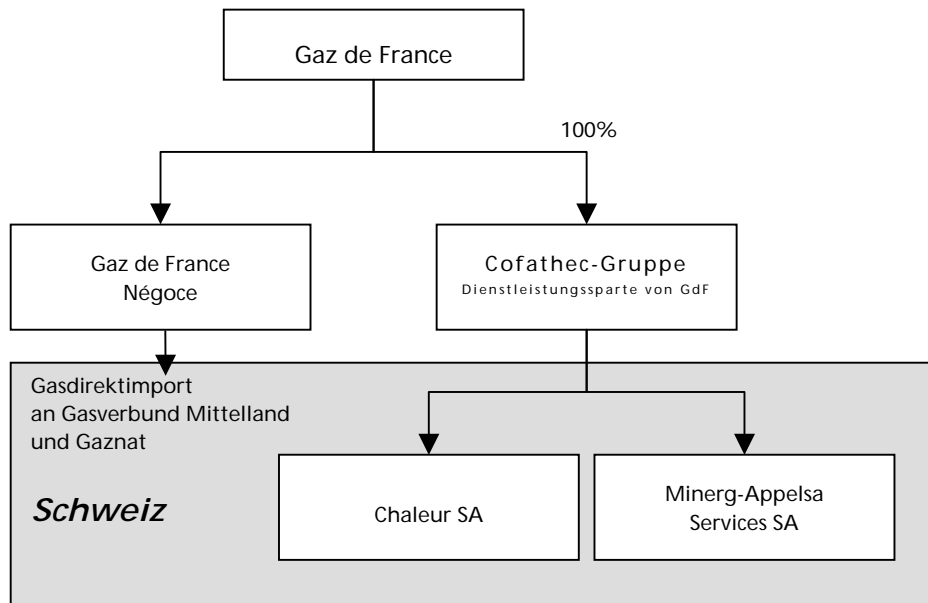 Gaz de France
100%
Gaz de France
Négoce
Cofathec-Gruppe
Dienstleistungssparte von GdF
Gasdirektimport
an Gasverbund Mittelland
und Gaznat
Schweiz
Chaleur SA
Minerg-Appelsa
Services SA